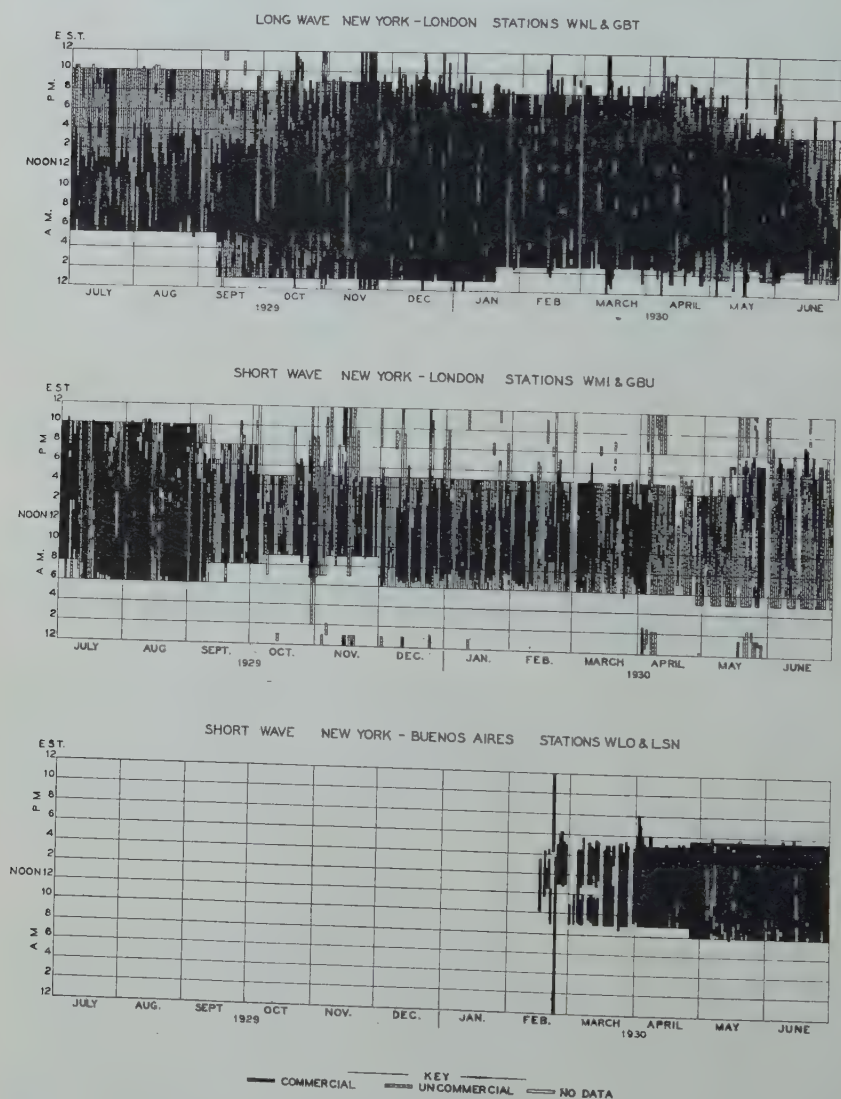 LONG WAVE NEW YORK - LONDON STATIONS WNL & GBT
E.S.T.
12
10
8
6
4
2
NOON 12
10
8
6
4
2
12
P.M.
A.M.
JULY AUG SEPT OCT NOV DEC JAN FEB MARCH APRIL MAY JUNE
1929 1930
SHORT WAVE NEW YORK - LONDON STATIONS WMI & GBU
EST
12
10
8
6
4
2
NOON 12
10
8
6
4
2
12
PM
A.M.
JULY AUG SEPT. OCT. NOV. DEC. JAN. FEB. MARCH APRIL MAY JUNE
1929 1930
SHORT WAVE NEW YORK - BUENOS AIRES STATIONS WLO & LSN
EST.
12
10
8
6
4
2
NOON 12
10
8
6
4
2
12
PM
AM
JULY AUG. SEPT OCT NOV. DEC. JAN. FEB. MARCH APRIL MAY JUNE
1929 1930
KEY
COMMERCIAL UNCOMMERCIAL NO DATA